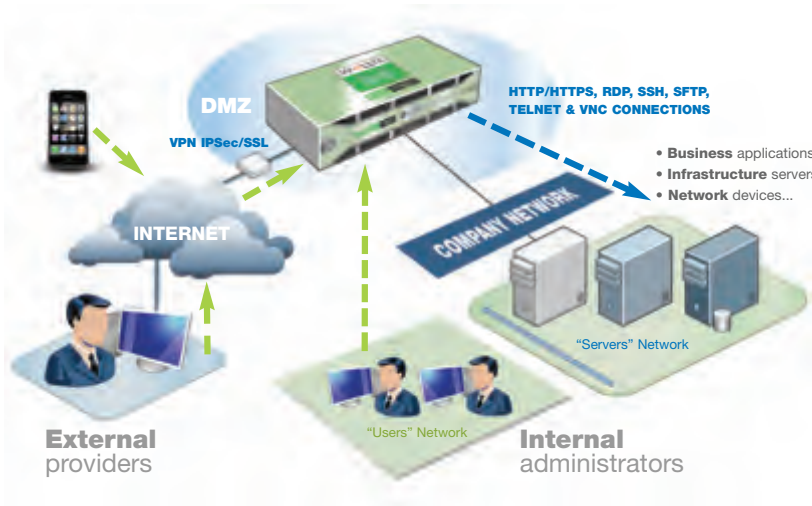 HTTP/HTTPS, RDP, SSH, SFTP,
TELNET & VNC CONNECTIONS
DMZ
VPN IPSec/SSL
• Business applications
• Infrastructure servers
• Network devices...
INTERNET
COMPANY NETWORK
"Servers" Network
"Users" Network
External
providers
Internal
administrators